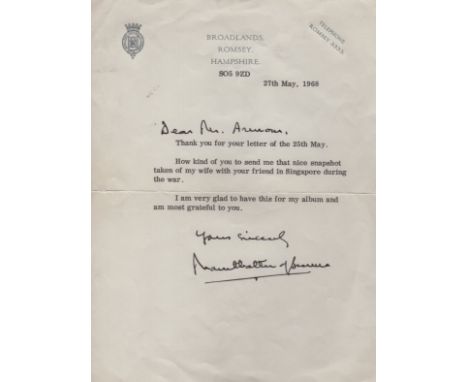 BROADLANDS,
ROMSEY,
HAMPSHIRE.
SO5 9ZD
TELEPHONE
ROMSEY 3333.
27th May, 1968
Dear Mr. Armour,
Thank you for your letter of the 25th May.
How kind of you to send me that nice snapshot
taken of my wife with your friend in Singapore during
the war.
I am very glad to have this for my album and
am most grateful to you.
Yours sincerely
Mountbatten of Burma